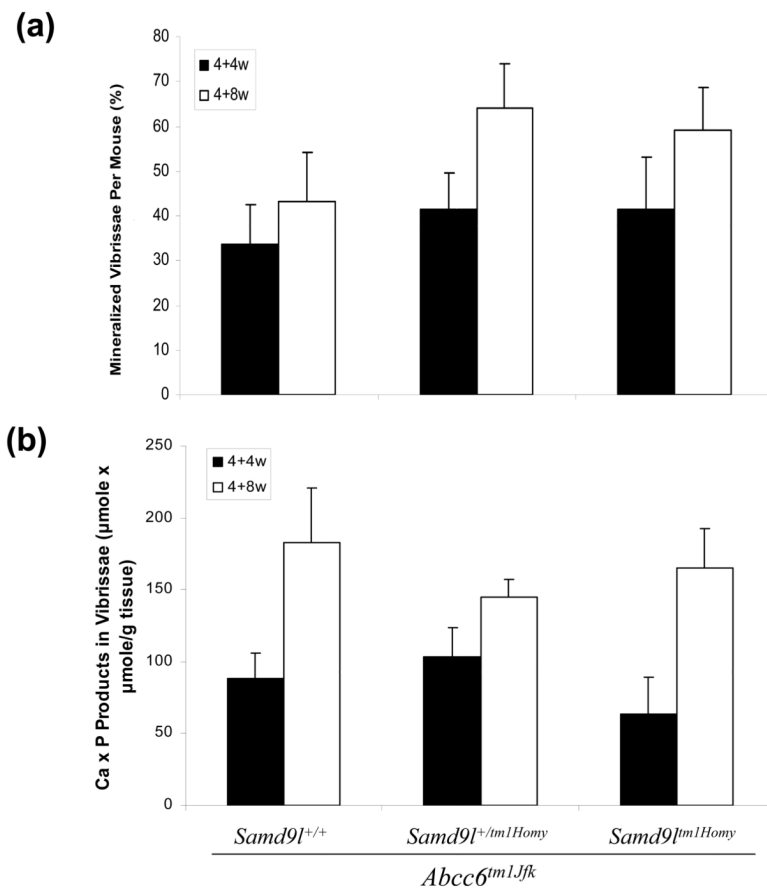 (a)
Mineralized Vibrissae Per Mouse (%)
80
70
60
50
40
30
20
10
0
4+4w
4+8w
(b)
Ca x P Products in Vibrissae (µmole x
µmole/g tissue)
250
200
150
100
50
0
4+4w
4+8w
Samd9l+/+ Samd9l+/tm1Homy Samd9ltm1Homy
Abcc6tm1Jfk